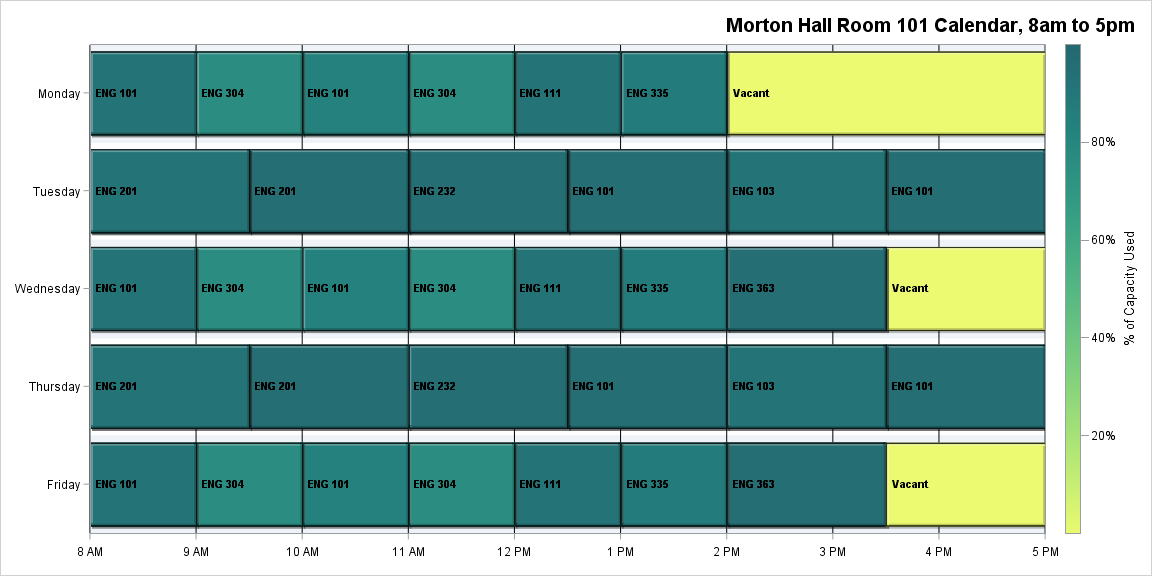 Morton Hall Room 101 Calendar, 8am to 5pm
Monday ENG 101 ENG 304 ENG 101 ENG 304 ENG 111 ENG 335 Vacant
80%
Tuesday ENG 201 ENG 201 ENG 232 ENG 101 ENG 103 ENG 101
60%
Wednesday ENG 101 ENG 304 ENG 101 ENG 304 ENG 111 ENG 335 ENG 363 Vacant
% of Capacity Used
40%
Thursday ENG 201 ENG 201 ENG 232 ENG 101 ENG 103 ENG 101
20%
Friday ENG 101 ENG 304 ENG 101 ENG 304 ENG 111 ENG 335 ENG 363 Vacant
8 AM 9 AM 10 AM 11 AM 12 PM 1 PM 2 PM 3 PM 4 PM 5 PM